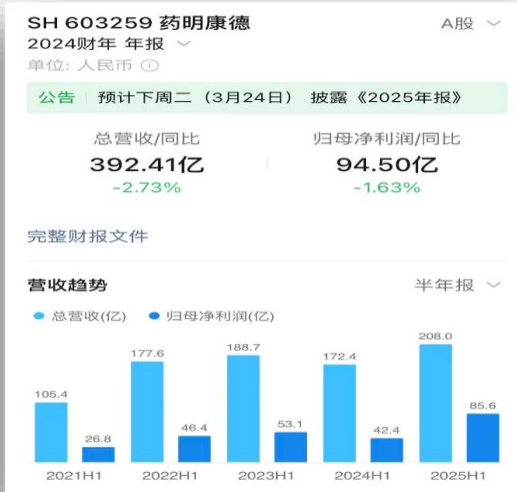 SH 603259 药明康德 A股
2024财年 年报
单位: 人民币
公告 预计下周二（3月24日） 披露《2025年报》
总营收/同比 归母净利润/同比
392.41亿 94.50亿
-2.73% -1.63%
完整财报文件
营收趋势 半年报
总营收(亿) 归母净利润(亿)
208.0
188.7
177.6
172.4
105.4
85.6
53.1
46.4
42.4
26.8
2021H1 2022H1 2023H1 2024H1 2025H1